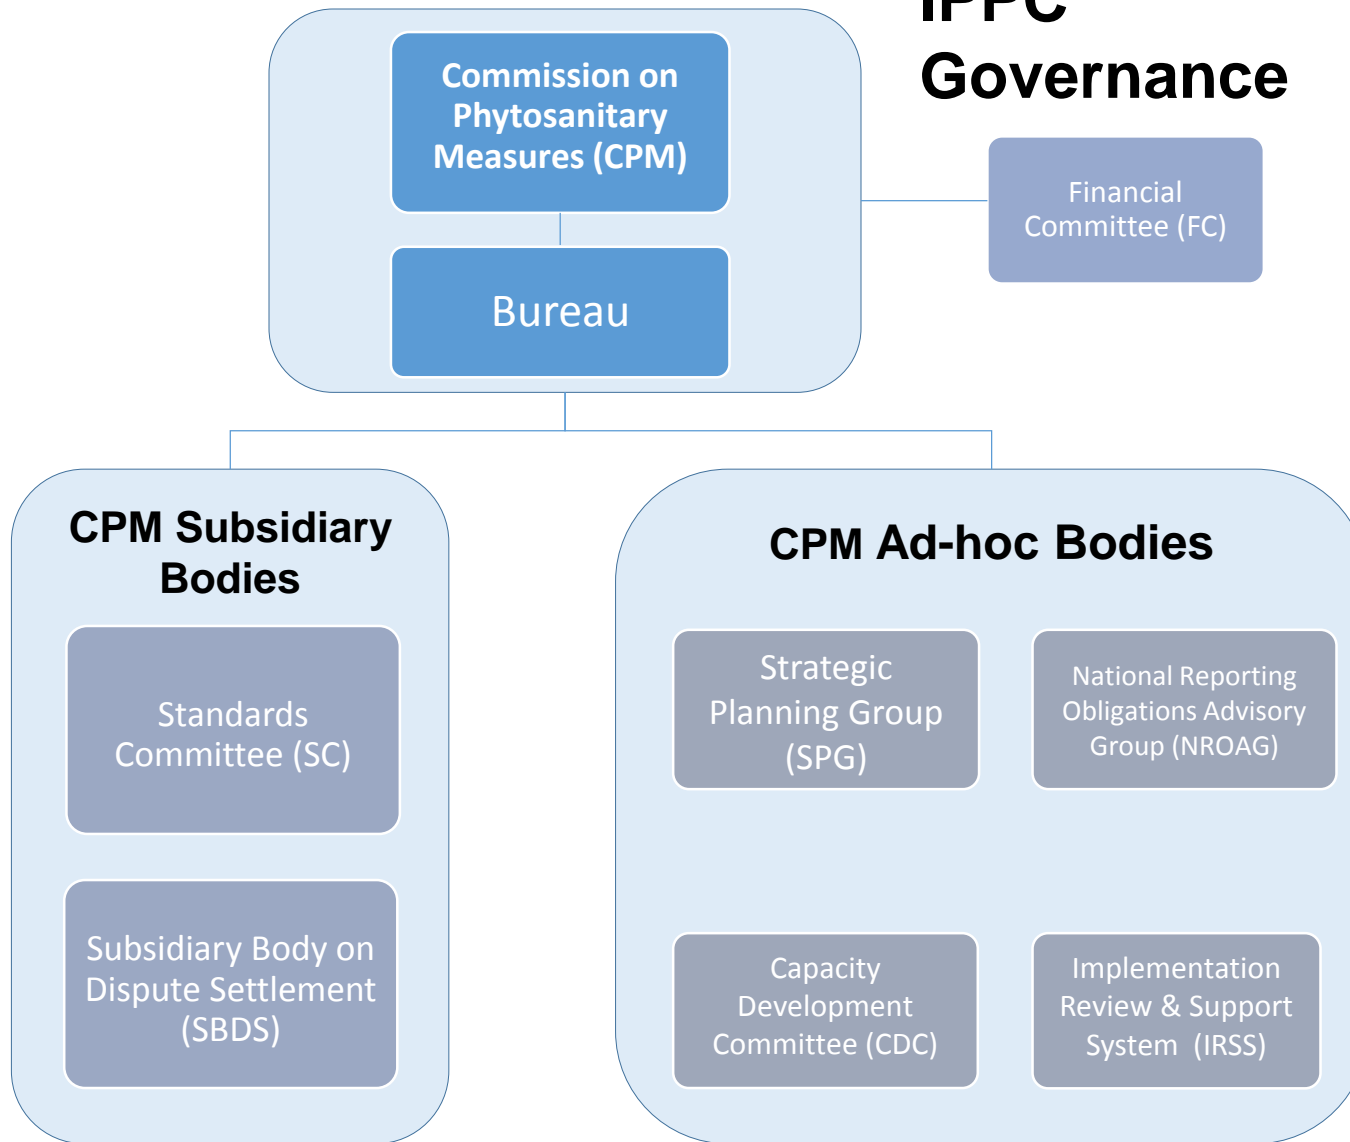 IPPC
Governance
Commission on
Phytosanitary
Measures (CPM)
Bureau
Financial
Committee (FC)
CPM Subsidiary
Bodies
Standards
Committee (SC)
Subsidiary Body on
Dispute Settlement
(SBDS)
CPM Ad-hoc Bodies
Strategic
Planning Group
(SPG)
National Reporting
Obligations Advisory
Group (NROAG)
Capacity
Development
Committee (CDC)
Implementation
Review & Support
System (IRSS)